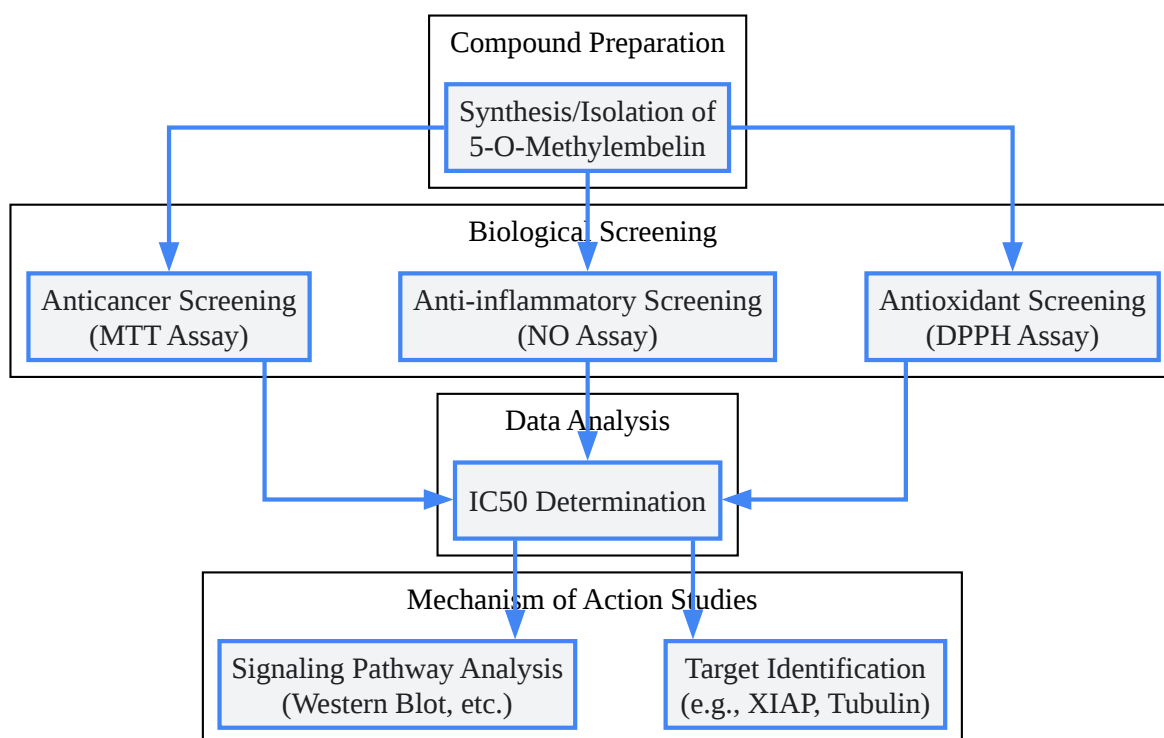 Compound Preparation
Synthesis/Isolation of
5-O-Methylembelin
Biological Screening
Anticancer Screening
(MTT Assay)
Anti-inflammatory Screening
(NO Assay)
Antioxidant Screening
(DPPH Assay)
Data Analysis
IC50 Determination
Mechanism of Action Studies
Signaling Pathway Analysis
(Western Blot, etc.)
Target Identification
(e.g., XIAP, Tubulin)